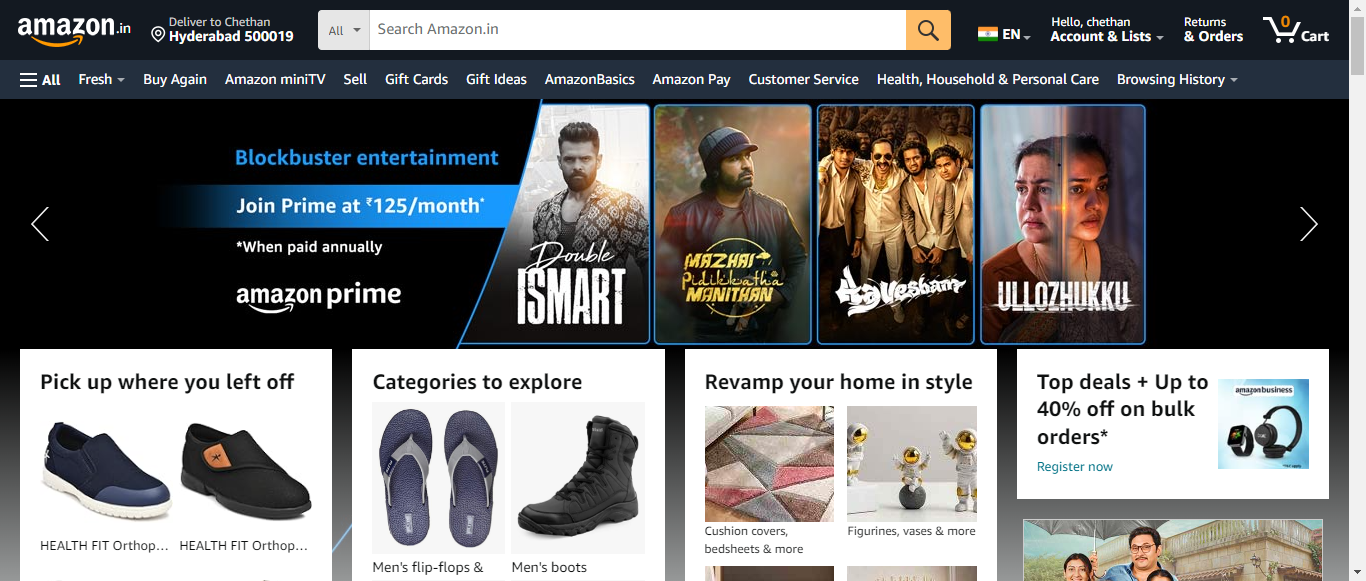 amazon.in
Deliver to Chethan
Hyderabad 500019
All
Search Amazon.in
EN
Hello, chethan
Account & Lists
Returns
& Orders
0
Cart
All
Fresh
Buy Again
Amazon miniTV
Sell
Gift Cards
Gift Ideas
AmazonBasics
Amazon Pay
Customer Service
Health, Household & Personal Care
Browsing History
Blockbuster entertainment
Join Prime at ₹125/month*
*When paid annually
amazon prime
Double
ISMART
MAZHAI
Pidikkatha
MANITHAN
Aavesham
ULLOZHUKKU
Pick up where you left off
HEALTH FIT Orthop...
HEALTH FIT Orthop...
Categories to explore
Men's flip-flops &
Men's boots
Revamp your home in style
Cushion covers,
bedsheets & more
Figurines, vases & more
Top deals + Up to
40% off on bulk
orders*
Register now
amazonbusiness